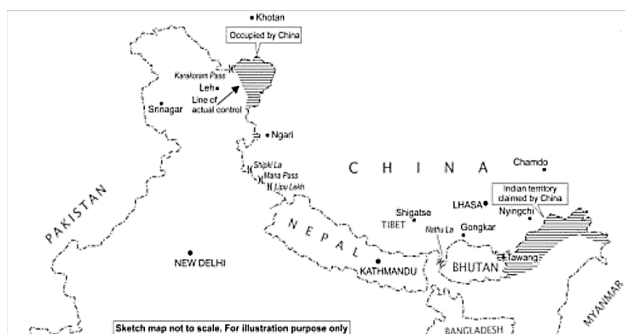 Khotan
Occupied by China
Karakoram Pass
Leh
Line of
actual control
Srinagar
Ngari
Shipki La
Mana Pass
Lipu Lekh
CHINA
Chamdo
Indian territory
claimed by China
PAKISTAN
LHASA
Nyingchi
Shigatse
TIBET
Gongkar
Nathu La
NEPAL
NEW DELHI
KATHMANDU
BHUTAN
Tawang
MYANMAR
Sketch map not to scale. For illustration purpose only
BANGLADESH